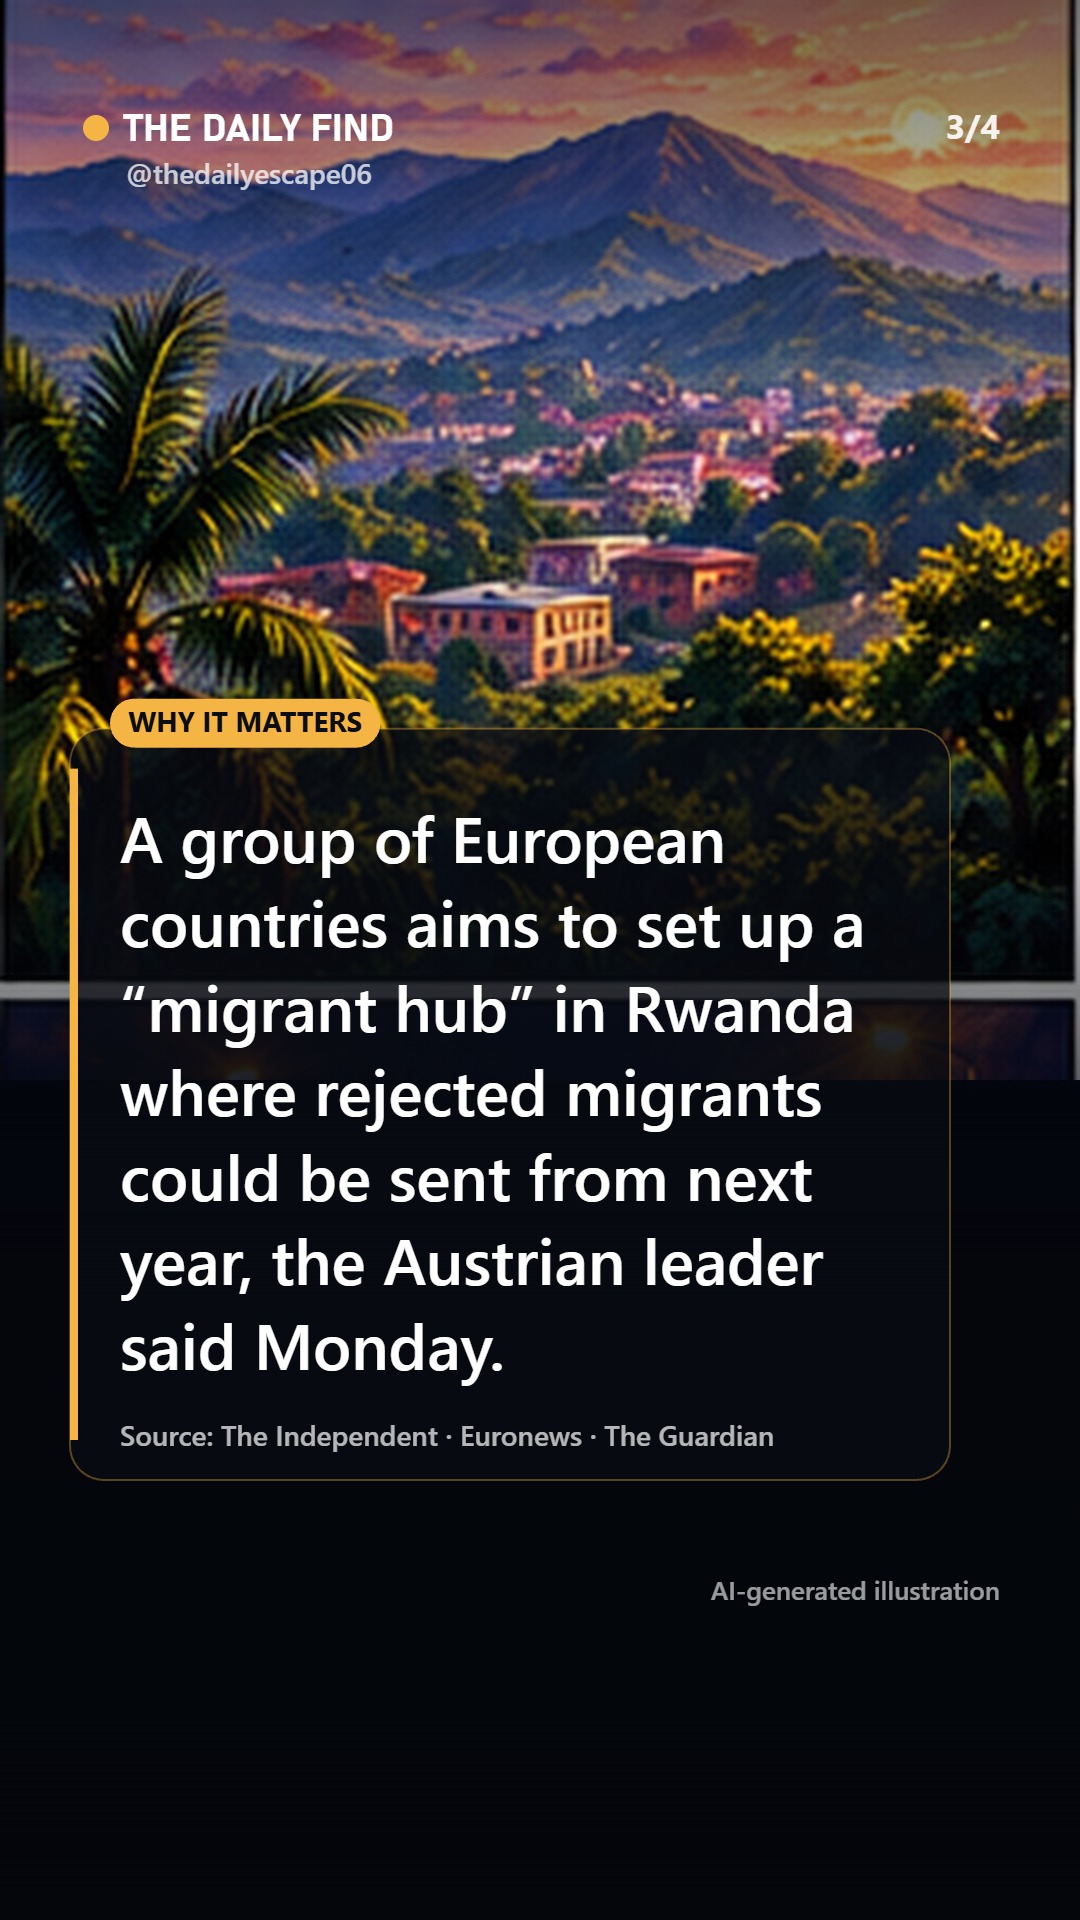 THE DAILY FIND
3/4
@thedailyescape06
WHY IT MATTERS
A group of European
countries aims to set up a
“migrant hub” in Rwanda
where rejected migrants
could be sent from next
year, the Austrian leader
said Monday.
Source: The Independent · Euronews · The Guardian
AI-generated illustration